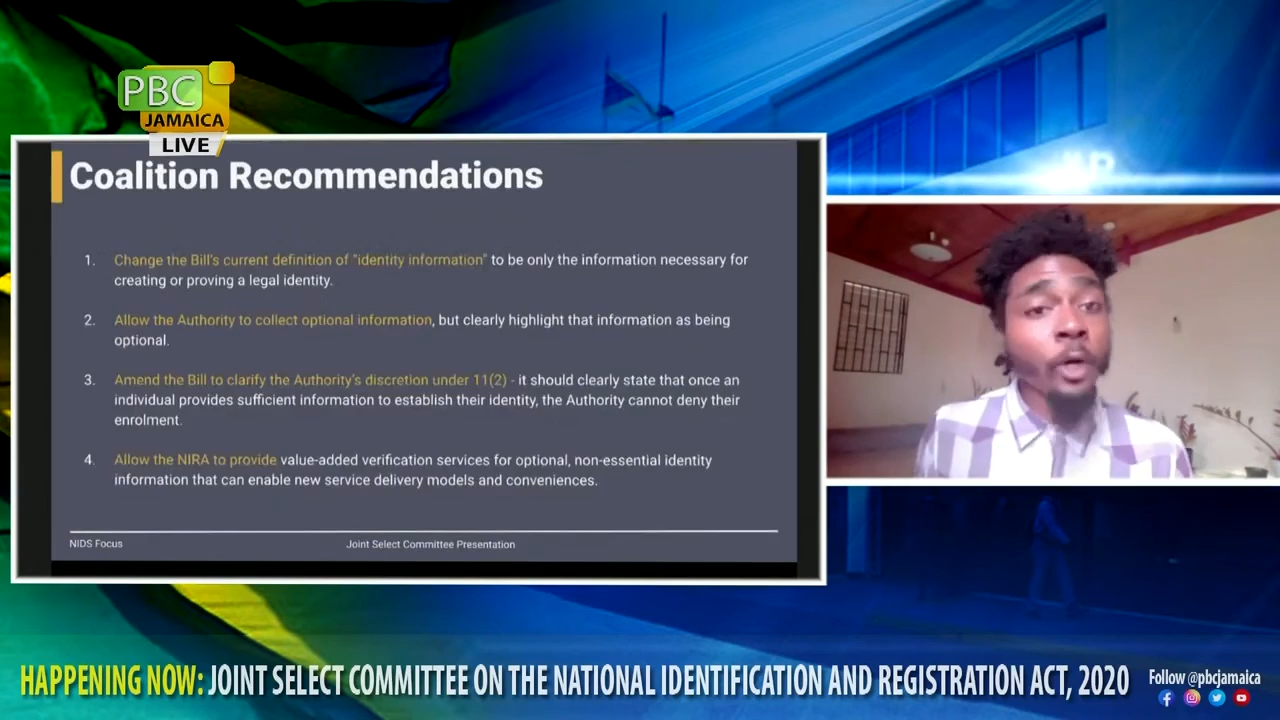 PBC
JAMAICA
LIVE
Coalition Recommendations
1. Change the Bill's current definition of "identity information" to be only the information necessary for
creating or proving a legal identity.
2. Allow the Authority to collect optional information, but clearly highlight that information as being
optional.
3. Amend the Bill to clarify the Authority's discretion under 11(2) - it should clearly state that once an
individual provides sufficient information to establish their identity, the Authority cannot deny their
enrolment.
4. Allow the NIRA to provide value-added verification services for optional, non-essential identity
information that can enable new service delivery models and conveniences.
NIDS Focus
Joint Select Committee Presentation
HAPPENING NOW: JOINT SELECT COMMITTEE ON THE NATIONAL IDENTIFICATION AND REGISTRATION ACT, 2020
Follow @pbcjamaica